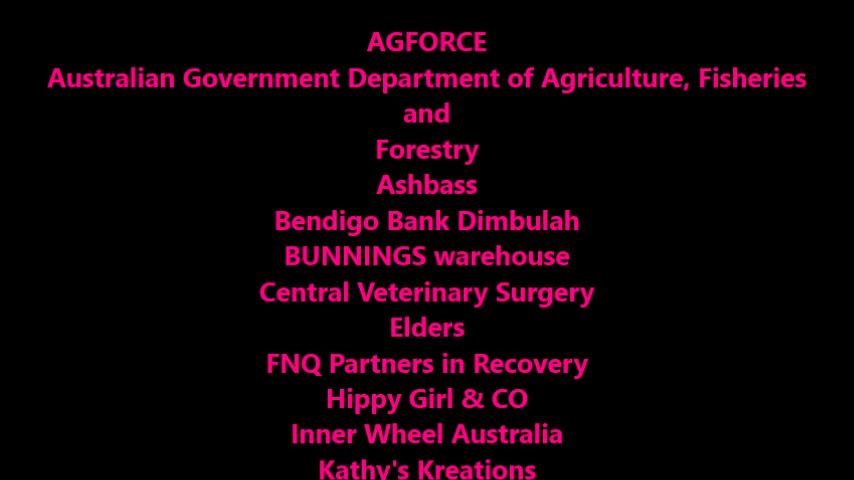 AGFORCE
Australian Government Department of Agriculture, Fisheries
and
Forestry
Ashbass
Bendigo Bank Dimbulah
BUNNINGS warehouse
Central Veterinary Surgery
Elders
FNQ Partners in Recovery
Hippy Girl & CO
Inner Wheel Australia
Kathy's Kreations